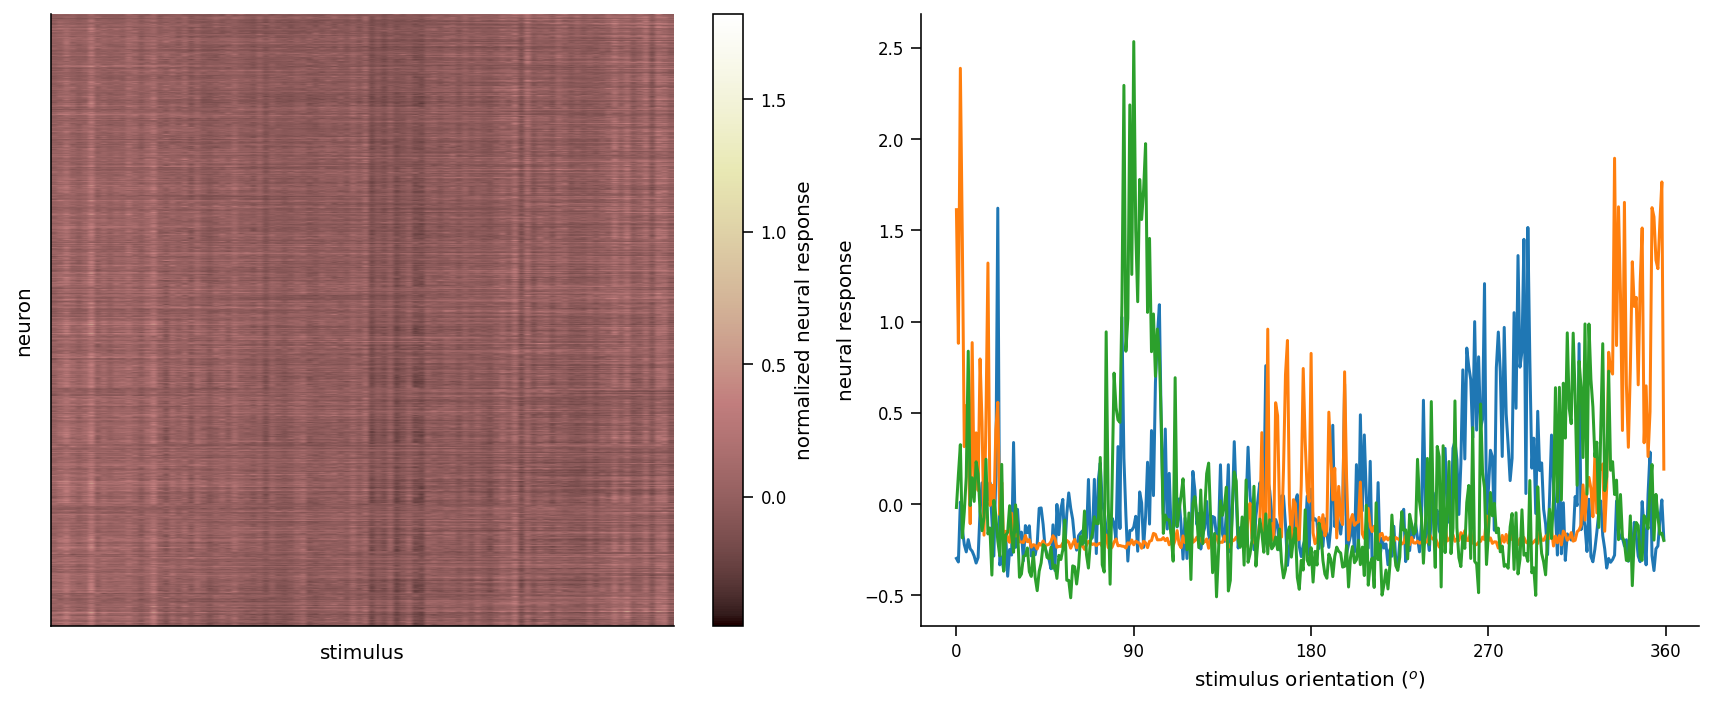 neuron
stimulus
1.5
1.0
0.5
0.0
normalized neural response
neural response
2.5
2.0
1.5
1.0
0.5
0.0
−0.5
0 90 180 270 360
stimulus orientation (o)